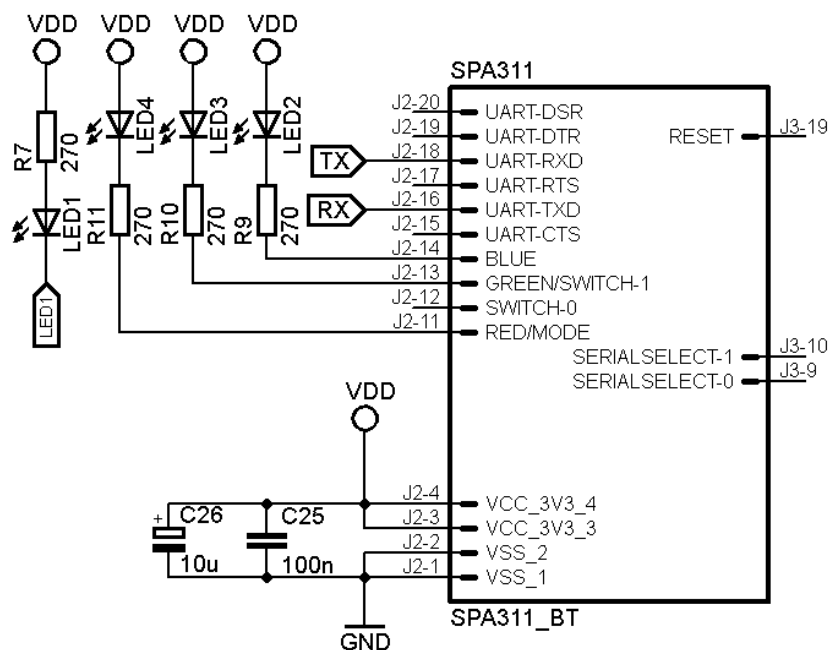 VDD VDD VDD VDD
SPA311
R7
270
LED1
LED1
LED4
R11
270
LED3
R10
270
LED2
R9
270
TX
RX
J2-20 UART-DSR
J2-19 UART-DTR
J2-18 UART-RXD
J2-17 UART-RTS
J2-16 UART-TXD
J2-15 UART-CTS
J2-14 BLUE
J2-13 GREEN/SWITCH-1
J2-12 SWITCH-0
J2-11 RED/MODE
RESET J3-19
SERIALSELECT-1 J3-10
SERIALSELECT-0 J3-9
VDD
J2-4 VCC_3V3_4
J2-3 VCC_3V3_3
J2-2 VSS_2
J2-1 VSS_1
+
C26
10u
C25
100n
GND
SPA311_BT